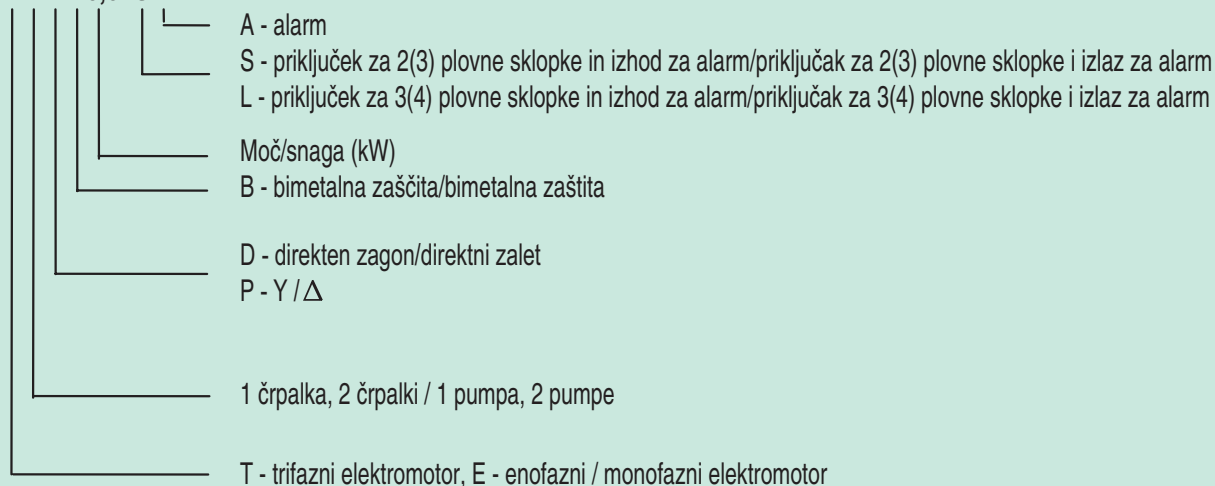 A - alarm
S - priključek za 2(3) plovne sklopke in izhod za alarm/priključak za 2(3) plovne sklopke i izlaz za alarm
L - priključek za 3(4) plovne sklopke in izhod za alarm/priključak za 3(4) plovne sklopke i izlaz za alarm
Moč/snaga (kW)
B - bimetalna zaščita/bimetalna zaštita
D - direkten zagon/direktni zalet
P - Y / Δ
1 črpalka, 2 črpalki / 1 pumpa, 2 pumpe
T - trifazni elektromotor, E - enofazni / monofazni elektromotor